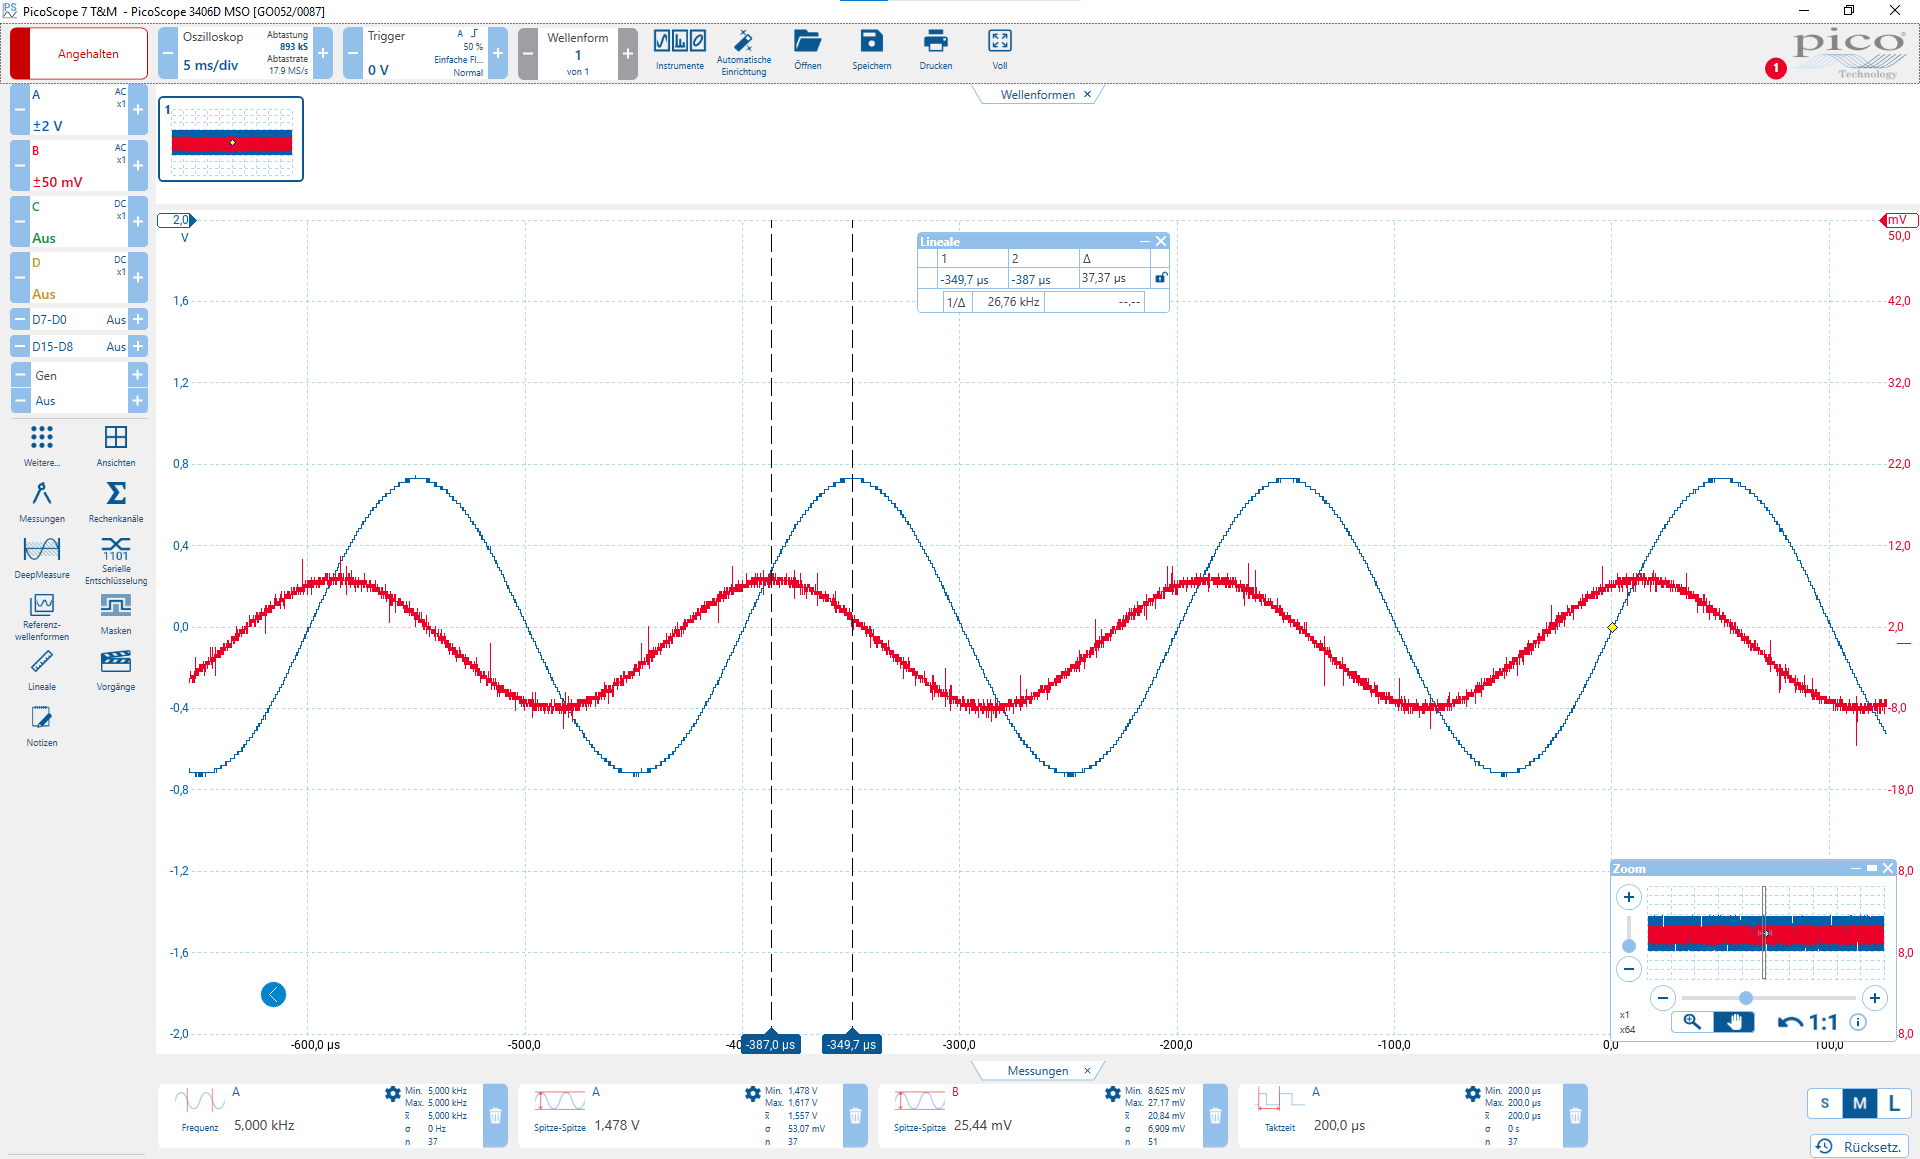 PicoScope 7 T&M - PicoScope 3406D MSO [GO052/0087]
Angehalten
Oszilloskop
5 ms/div
Abtastung
893 kS
Abtastrate
17.9 MS/s
Trigger
0 V
A
50 %
Einfache Fl...
Normal
Wellenform
1
von 1
Instrumente
Automatische
Einrichtung
Öffnen
Speichern
Drucken
Voll
1
pico
Technology
A
AC
x1
±2 V
B
AC
x1
±50 mV
C
DC
x1
Aus
D
DC
x1
Aus
D7-D0 Aus
D15-D8 Aus
Gen
Aus
Weitere...
Ansichten
Messungen
Rechenkanäle
DeepMeasure
1101
Serielle
Entschlüsselung
Referenz-
wellenformen
Masken
Lineale
Vorgänge
Notizen
Wellenformen ×
1
2,0
V
1,6
1,2
0,8
0,4
0,0
-0,4
-0,8
-1,2
-1,6
-2,0
mV
50,0
42,0
32,0
22,0
12,0
2,0
-8,0
-18,0
8,0
8,0
8,0
Lineale
1 2 Δ
-349,7 µs -387 µs 37,37 µs
1/Δ 26,76 kHz --,--
Zoom
x1
x64
1:1
-600,0 µs
-500,0
-40
-387,0 µs
-349,7 µs
-300,0
-200,0
-100,0
0,0
100,0
Messungen ×
A
Frequenz 5,000 kHz
Min. 5,000 kHz
Max. 5,000 kHz
x̄ 5,000 kHz
σ 0 Hz
n 37
A
Spitze-Spitze 1,478 V
Min. 1,478 V
Max. 1,617 V
x̄ 1,557 V
σ 53,07 mV
n 37
B
Spitze-Spitze 25,44 mV
Min. 8,625 mV
Max. 27,17 mV
x̄ 20,84 mV
σ 6,909 mV
n 51
A
Taktzeit 200,0 µs
Min. 200,0 µs
Max. 200,0 µs
x̄ 200,0 µs
σ 0 s
n 37
S M L
Rücksetz.